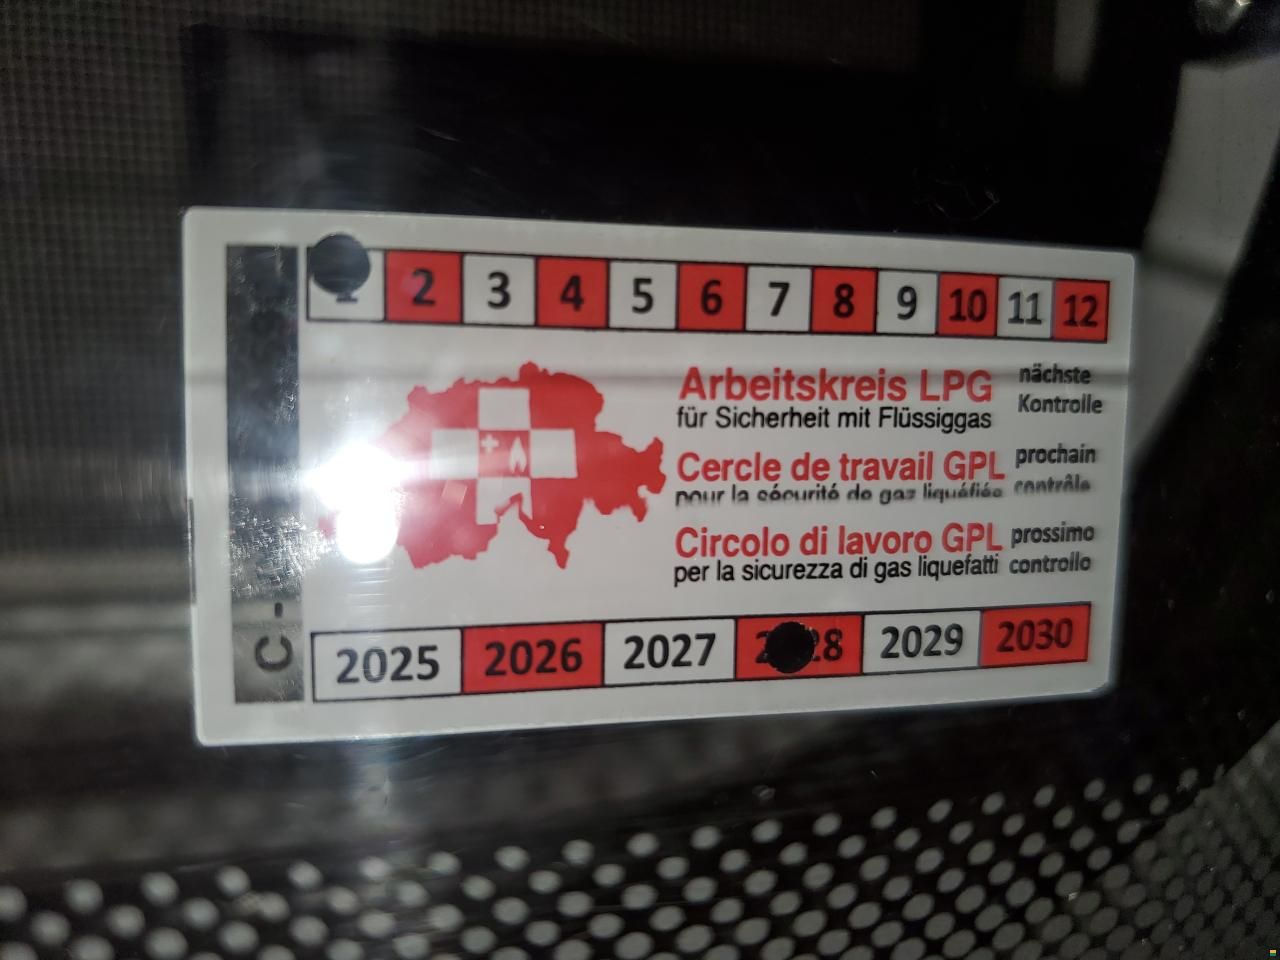 1 2 3 4 5 6 7 8 9 10 11 12
Arbeitskreis LPG
für Sicherheit mit Flüssiggas
nächste
Kontrolle
Cercle de travail GPL
pour la sécurité de gaz liquéfiés
prochain
contrôle
Circolo di lavoro GPL
per la sicurezza di gas liquefatti
prossimo
controllo
C-
2025 2026 2027 2028 2029 2030